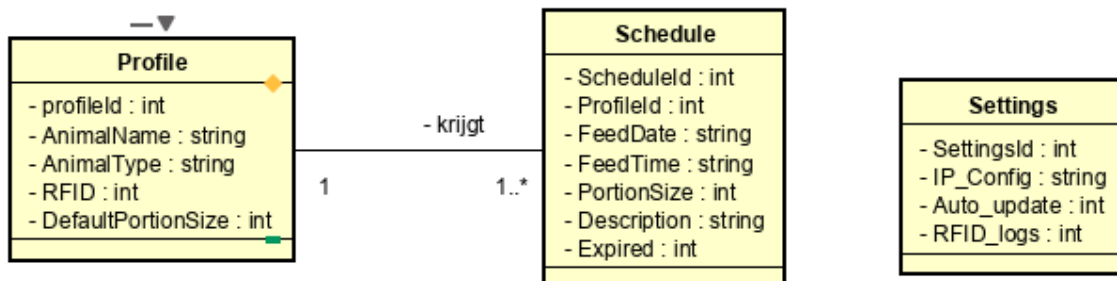 Profile
- profileId : int
- AnimalName : string
- AnimalType : string
- RFID : int
- DefaultPortionSize : int
- krijgt
1
1..*
Schedule
- ScheduleId : int
- ProfileId : int
- FeedDate : string
- FeedTime : string
- PortionSize : int
- Description : string
- Expired : int
Settings
- SettingsId : int
- IP_Config : string
- Auto_update : int
- RFID_logs : int